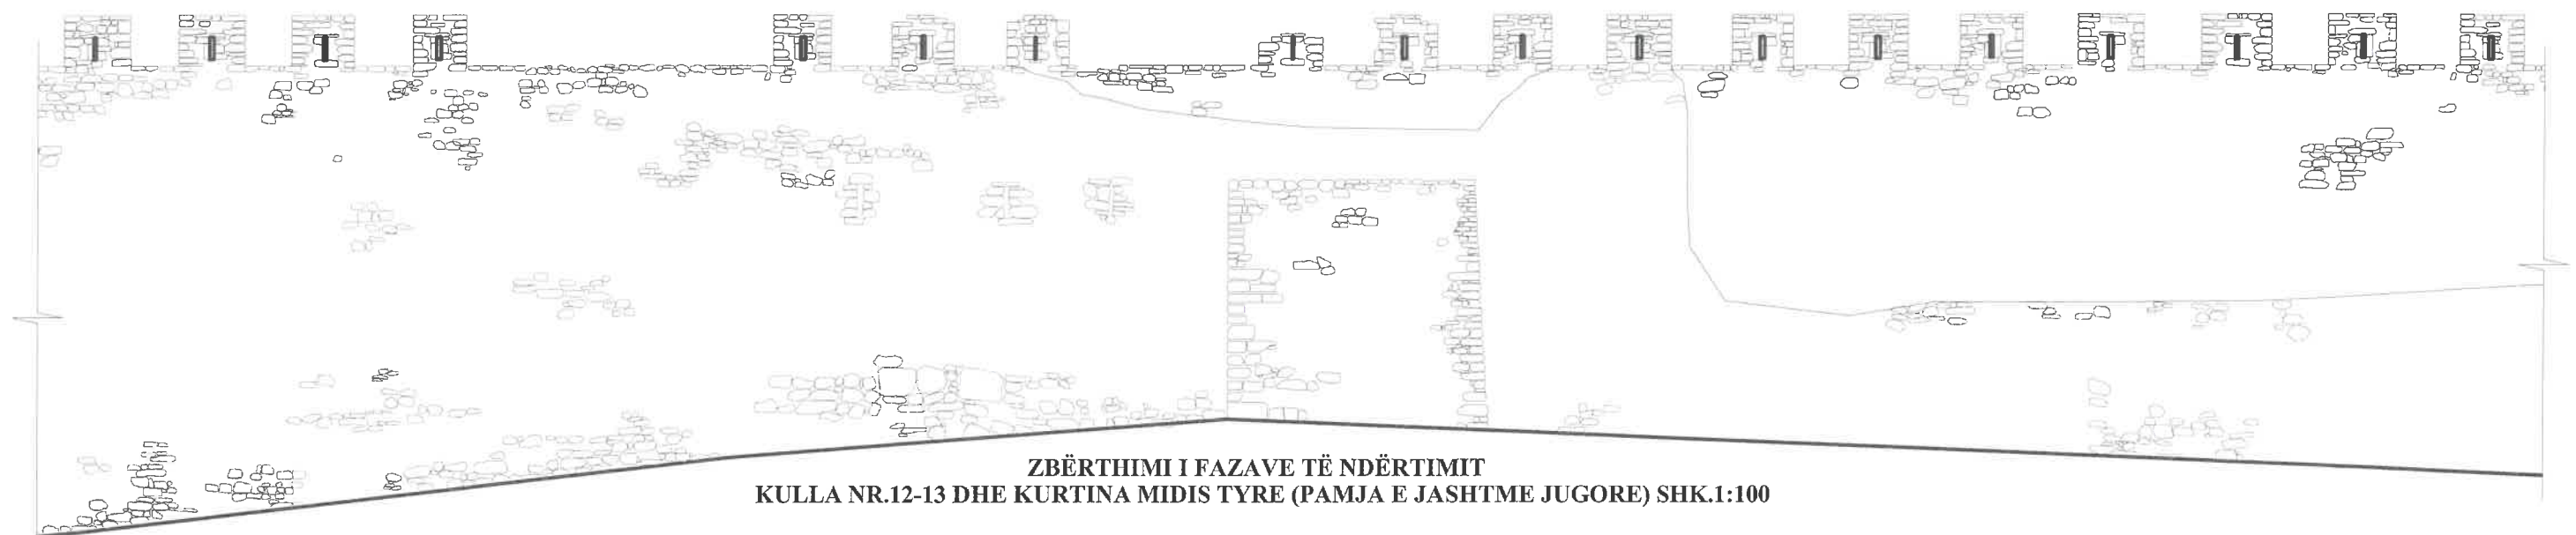 ZBËRTHIMI I FAZAVE TË NDËRTIMIT
KULLA NR.12-13 DHE KURTINA MIDIS TYRE (PAMJA E JASHTME JUGORE) SHK.1:100